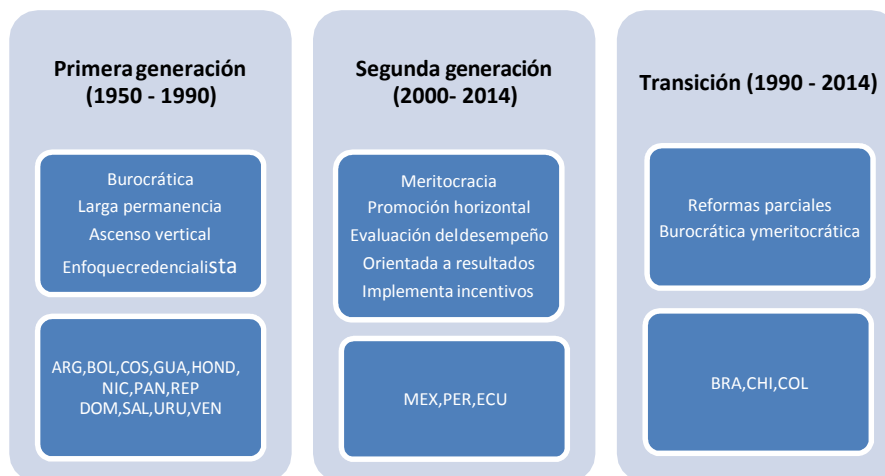 Primera generación
(1950 - 1990)
Burocrática
Larga permanencia
Ascenso vertical
Enfoquecredencialista
ARG,BOL,COS,GUA,HOND,
NIC,PAN,REP
DOM,SAL,URU,VEN
Segunda generación
(2000- 2014)
Meritocracia
Promoción horizontal
Evaluación deldesempeño
Orientada a resultados
Implementa incentivos
MEX,PER,ECU
Transición (1990 - 2014)
Reformas parciales
Burocrática ymeritocrática
BRA,CHI,COL